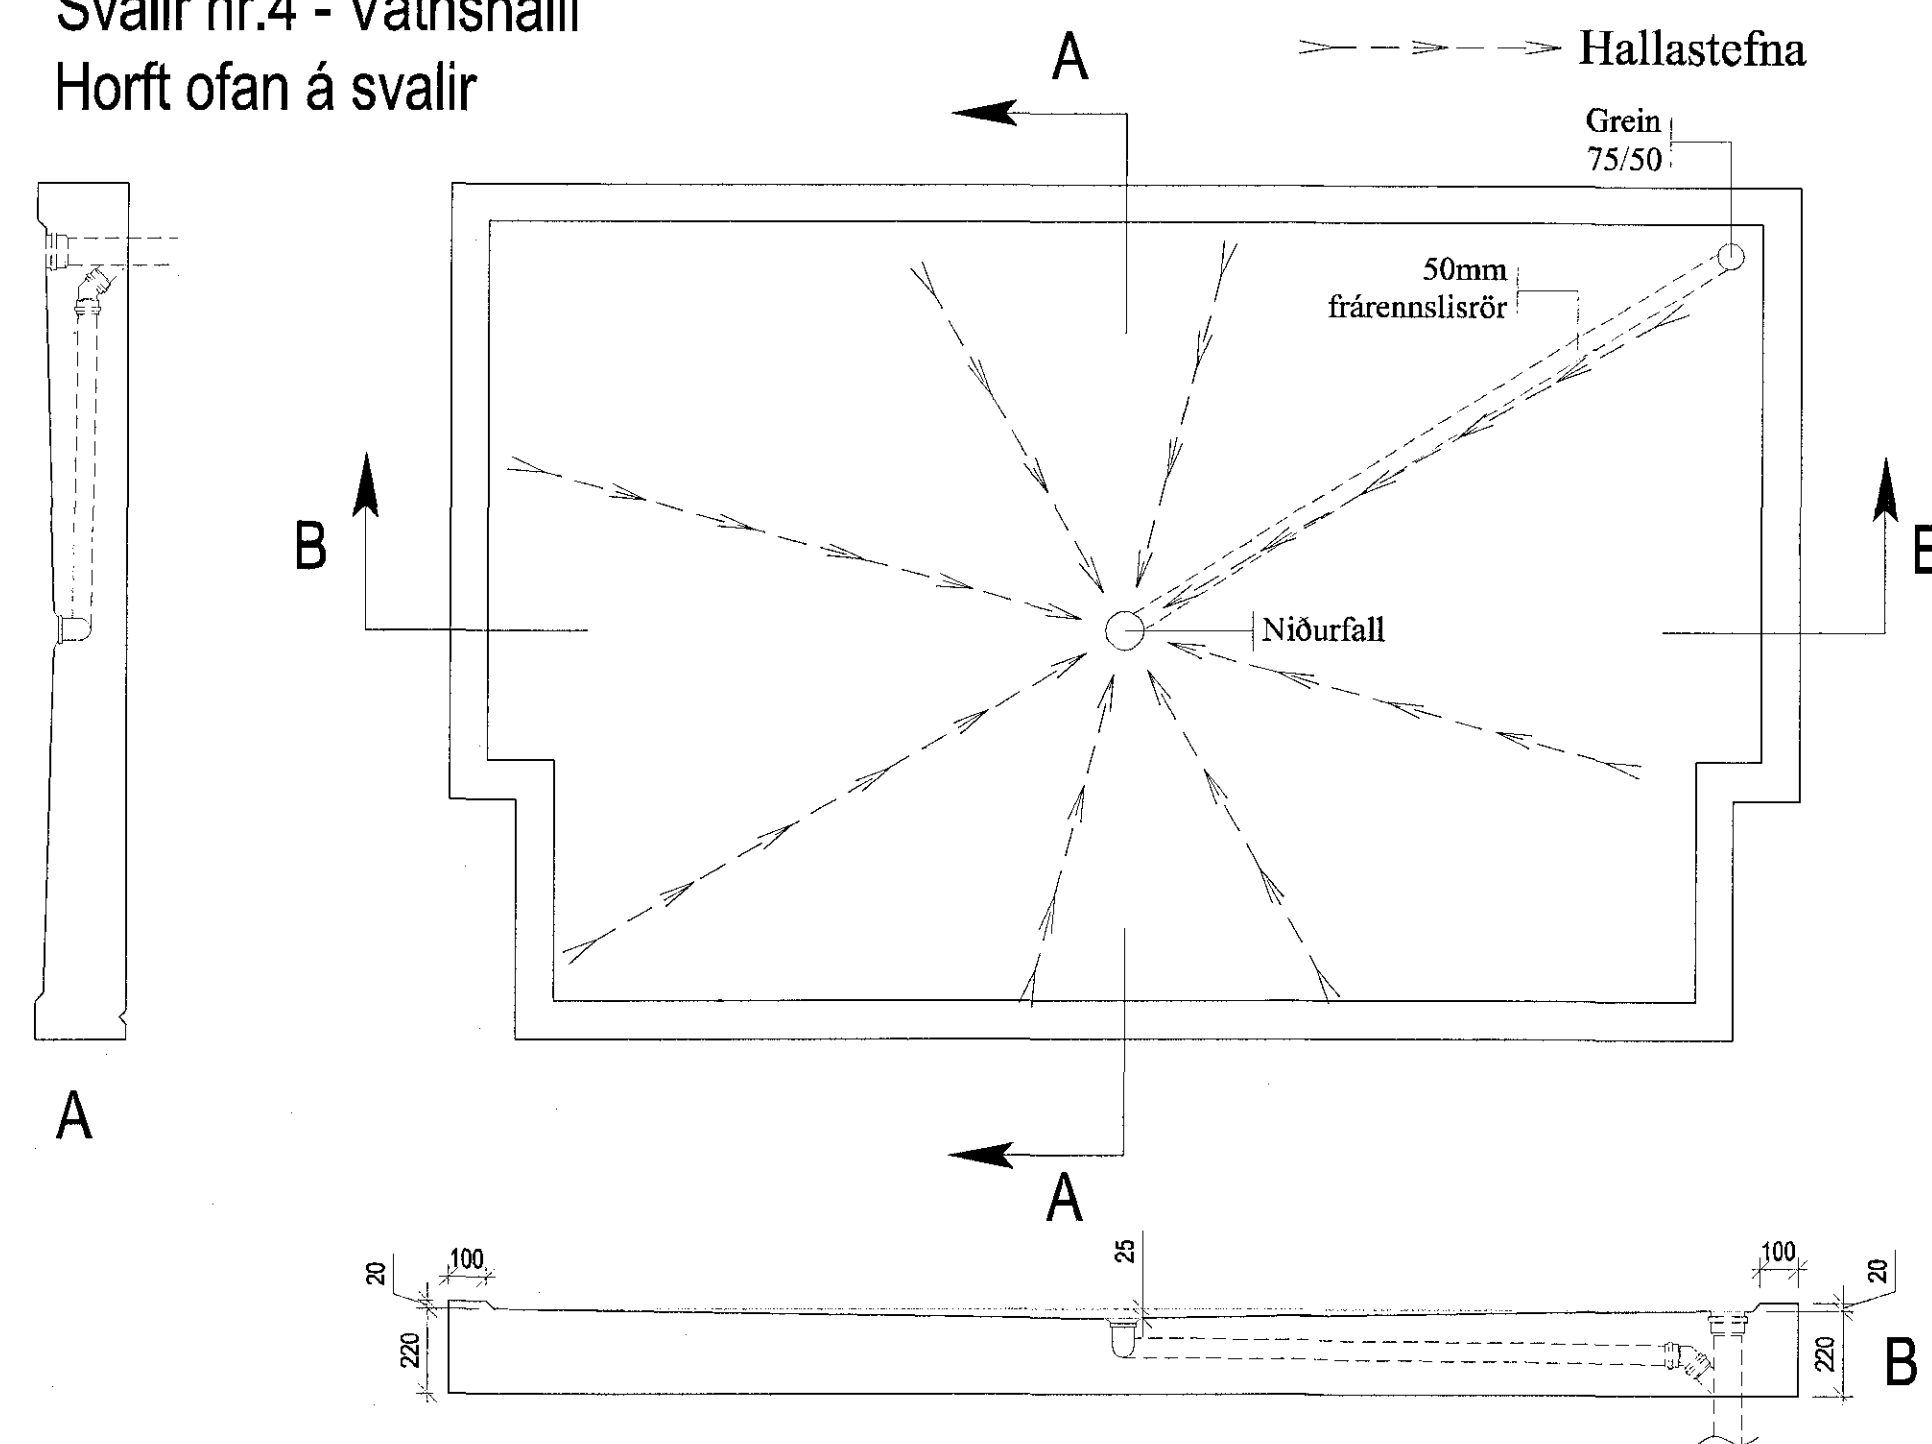 Svalir nr.4 - Vatnshalli
Horft ofan á svalir
A
Hallastefna
Grein
75/50
50mm
frárennslisrör
B
B
Niðurfall
A
A
20
100
25
100
20
220
220
B